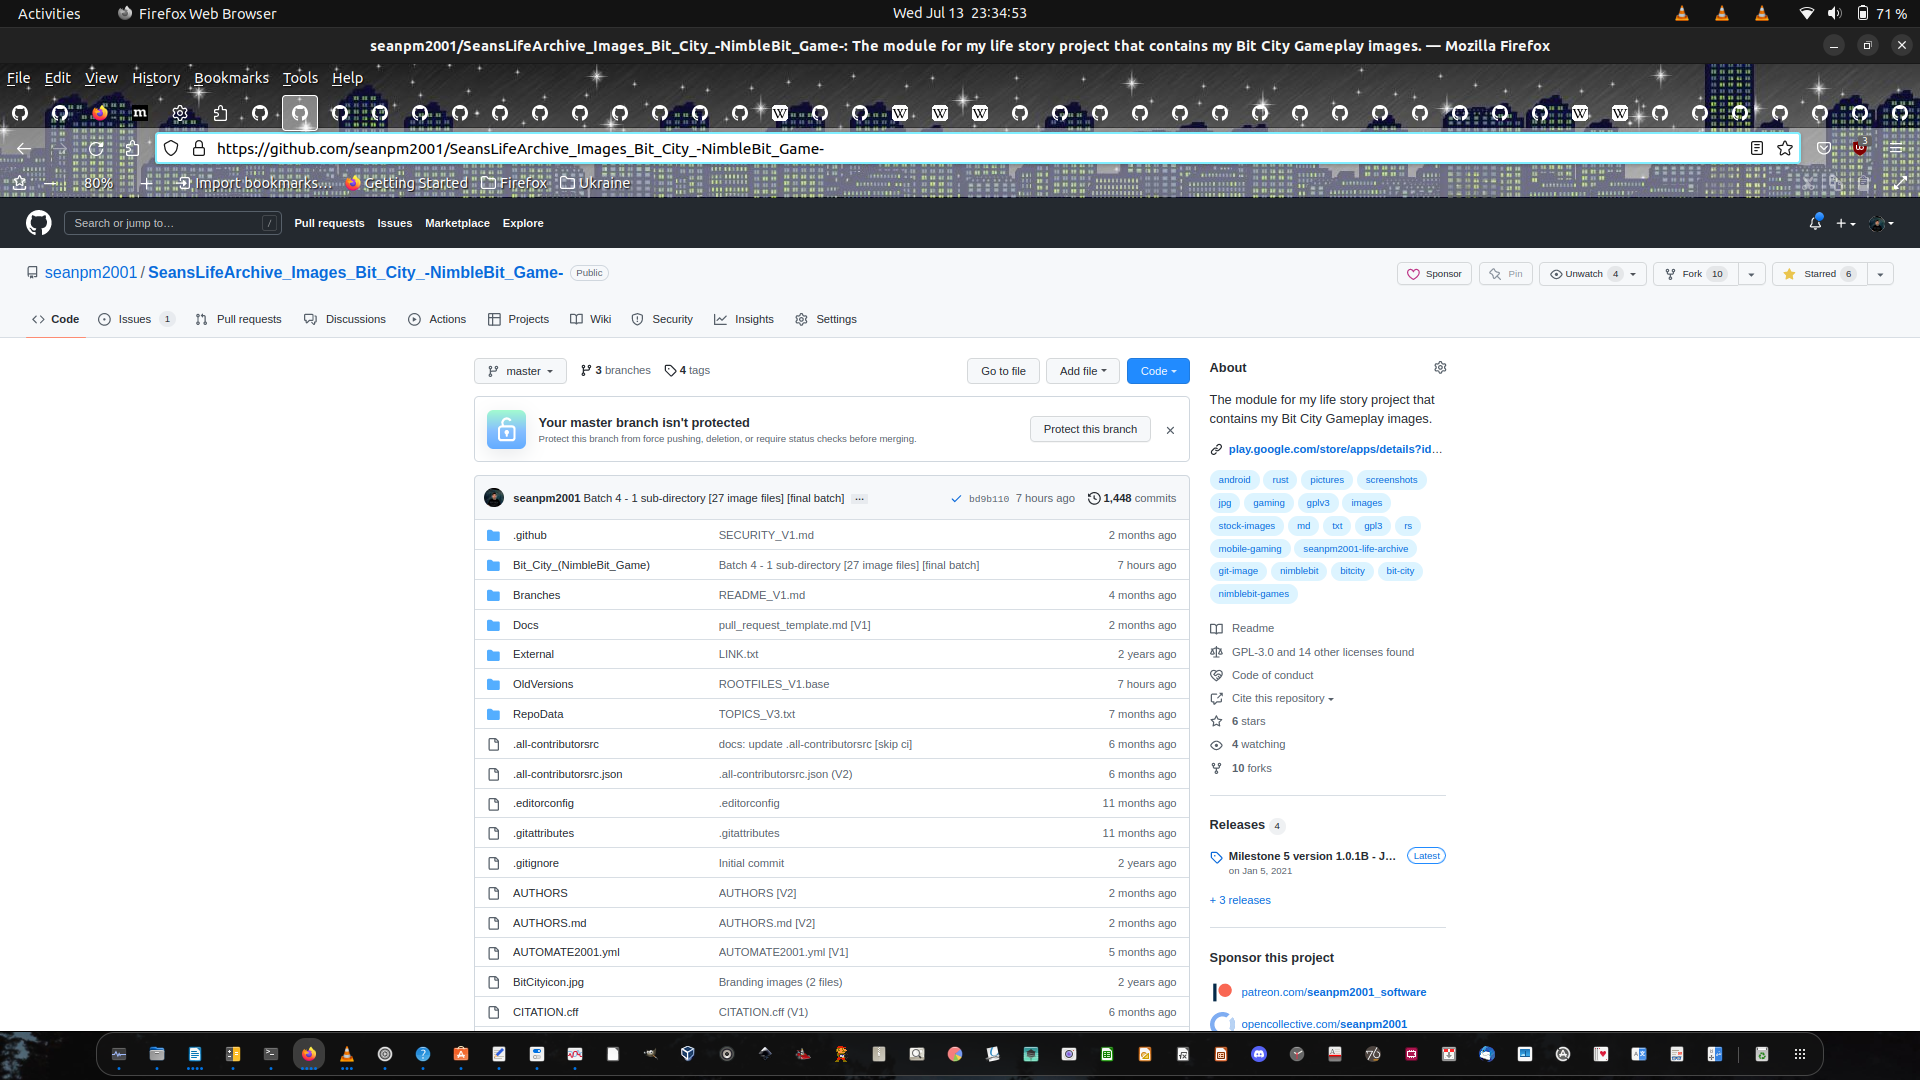 Activities
Firefox Web Browser
Wed Jul 13 23:34:53
71 %
seanpm2001/SeansLifeArchive_Images_Bit_City_-NimbleBit_Game-: The module for my life story project that contains my Bit City Gameplay images. — Mozilla Firefox
File Edit View History Bookmarks Tools Help
https://github.com/seanpm2001/SeansLifeArchive_Images_Bit_City_-NimbleBit_Game-
80%
Import bookmarks... Getting Started Firefox Ukraine
Search or jump to… /
Pull requests Issues Marketplace Explore
seanpm2001 / SeansLifeArchive_Images_Bit_City_-NimbleBit_Game- Public
Sponsor Pin Unwatch 4 Fork 10 Starred 6
Code Issues 1 Pull requests Discussions Actions Projects Wiki Security Insights Settings
master 3 branches 4 tags
Go to file Add file Code
Your master branch isn't protected
Protect this branch from force pushing, deletion, or require status checks before merging.
Protect this branch
seanpm2001 Batch 4 - 1 sub-directory [27 image files] [final batch] ... bd9b110 7 hours ago 1,448 commits
.github SECURITY_V1.md 2 months ago
Bit_City_(NimbleBit_Game) Batch 4 - 1 sub-directory [27 image files] [final batch] 7 hours ago
Branches README_V1.md 4 months ago
Docs pull_request_template.md [V1] 2 months ago
External LINK.txt 2 years ago
OldVersions ROOTFILES_V1.base 7 hours ago
RepoData TOPICS_V3.txt 7 months ago
.all-contributorsrc docs: update .all-contributorsrc [skip ci] 6 months ago
.all-contributorsrc.json .all-contributorsrc.json (V2) 6 months ago
.editorconfig .editorconfig 11 months ago
.gitattributes .gitattributes 11 months ago
.gitignore Initial commit 2 years ago
AUTHORS AUTHORS [V2] 2 months ago
AUTHORS.md AUTHORS.md [V2] 2 months ago
AUTOMATE2001.yml AUTOMATE2001.yml [V1] 5 months ago
BitCityicon.jpg Branding images (2 files) 2 years ago
CITATION.cff CITATION.cff (V1) 6 months ago
About
The module for my life story project that
contains my Bit City Gameplay images.
play.google.com/store/apps/details?id…
android rust pictures screenshots
jpg gaming gplv3 images
stock-images md txt gpl3 rs
mobile-gaming seanpm2001-life-archive
git-image nimblebit bitcity bit-city
nimblebit-games
Readme
GPL-3.0 and 14 other licenses found
Code of conduct
Cite this repository
6 stars
4 watching
10 forks
Releases 4
Milestone 5 version 1.0.1B - J… Latest
on Jan 5, 2021
+ 3 releases
Sponsor this project
patreon.com/seanpm2001_software
opencollective.com/seanpm2001